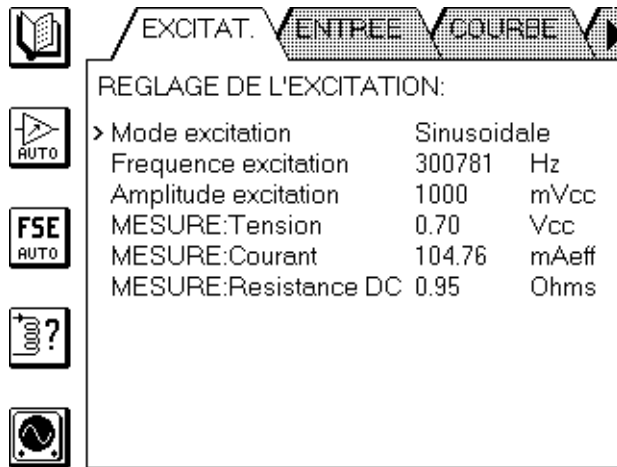 EXCITAT. ENTREE COURBE
REGLAGE DE L'EXCITATION:
> Mode excitation Sinusoidale
Frequence excitation 300781 Hz
Amplitude excitation 1000 mVcc
MESURE:Tension 0.70 Vcc
MESURE:Courant 104.76 mAeff
MESURE:Resistance DC 0.95 Ohms
AUTO
FSE
AUTO
?